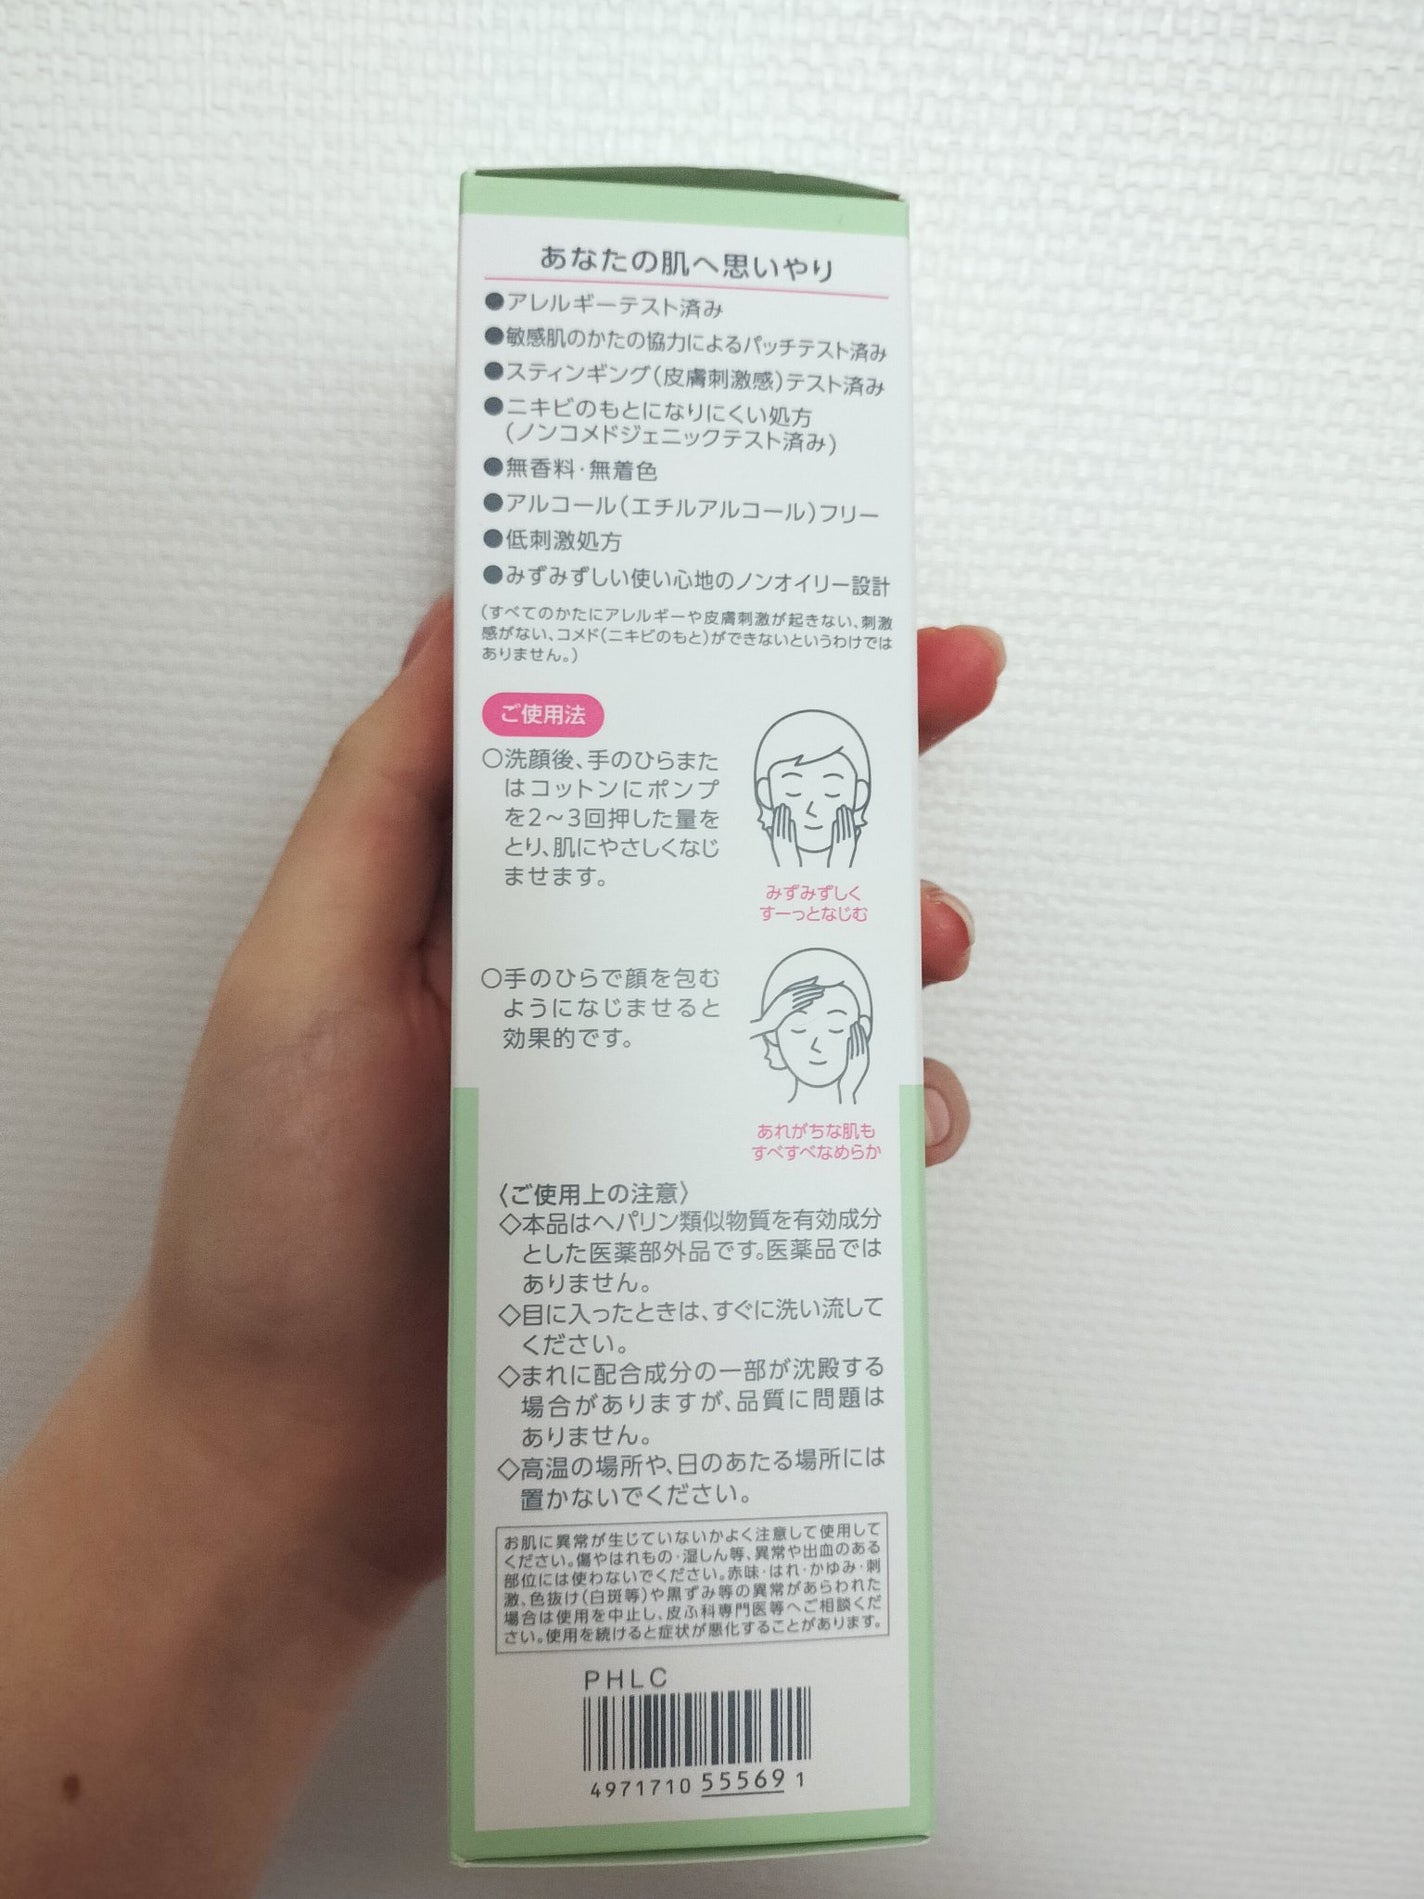 あなたの肌へ思いやり
●アレルギーテスト済み
●敏感肌のかたの協力によるパッチテスト済み
●スティンギング(皮膚刺激感)テスト済み
●ニキビのもとになりにくい処方
(ノンコメドジェニックテスト済み)
●無香料・無着色
●アルコール(エチルアルコール)フリー
●低刺激処方
●みずみずしい使い心地のノンオイリー設計
(すべてのかたにアレルギーや皮膚刺激が起きない、刺激
感がない、コメド(ニキビのもと)ができないというわけでは
ありません。)
ご使用法
○洗顔後、手のひらまた
はコットンにポンプ
を2〜3回押した量を
とり、肌にやさしくなじ
ませます。
みずみずしく
すーっとなじむ
○手のひらで顔を包む
ようになじませると
効果的です。
あれがちな肌も
すべすべなめらか
〈ご使用上の注意〉
◇本品はヘパリン類似物質を有効成分
とした医薬部外品です。医薬品では
ありません。
◇目に入ったときは、すぐに洗い流して
ください。
◇まれに配合成分の一部が沈殿する
場合がありますが、品質に問題は
ありません。
◇高温の場所や、日のあたる場所には
置かないでください。
お肌に異常が生じていないかよく注意して使用して
ください。傷やはれもの・湿しん等、異常や出血のある
部位には使わないでください。赤味・はれ・かゆみ・刺
激、色抜け(白斑等)や黒ずみ等の異常があらわれた
場合は使用を中止し、皮ふ科専門医等へご相談くだ
さい。使用を続けると症状が悪化することがあります。
PHLC
4971710 55569 1